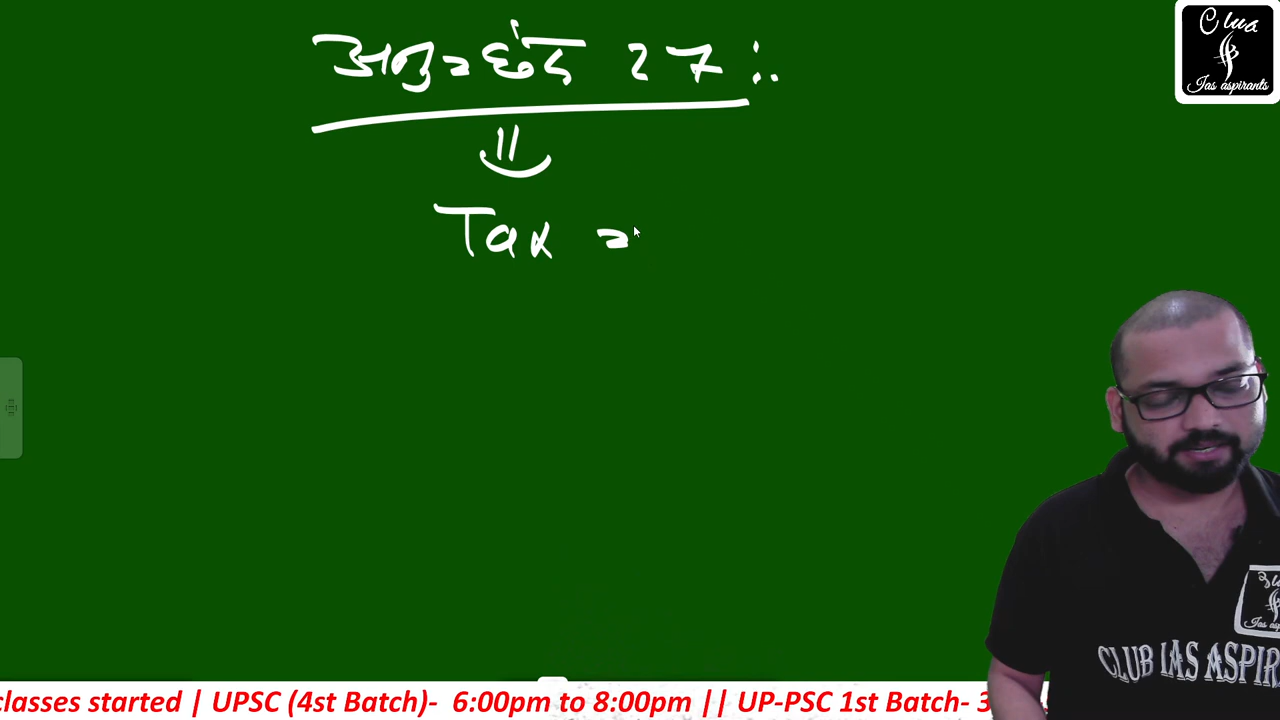 अनुच्छेद 27 :.
Tax =
Club
Ias aspirants
CLUB IAS ASPIR
classes started | UPSC (4st Batch)-  6:00pm to 8:00pm || UP-PSC 1st Batch- 3